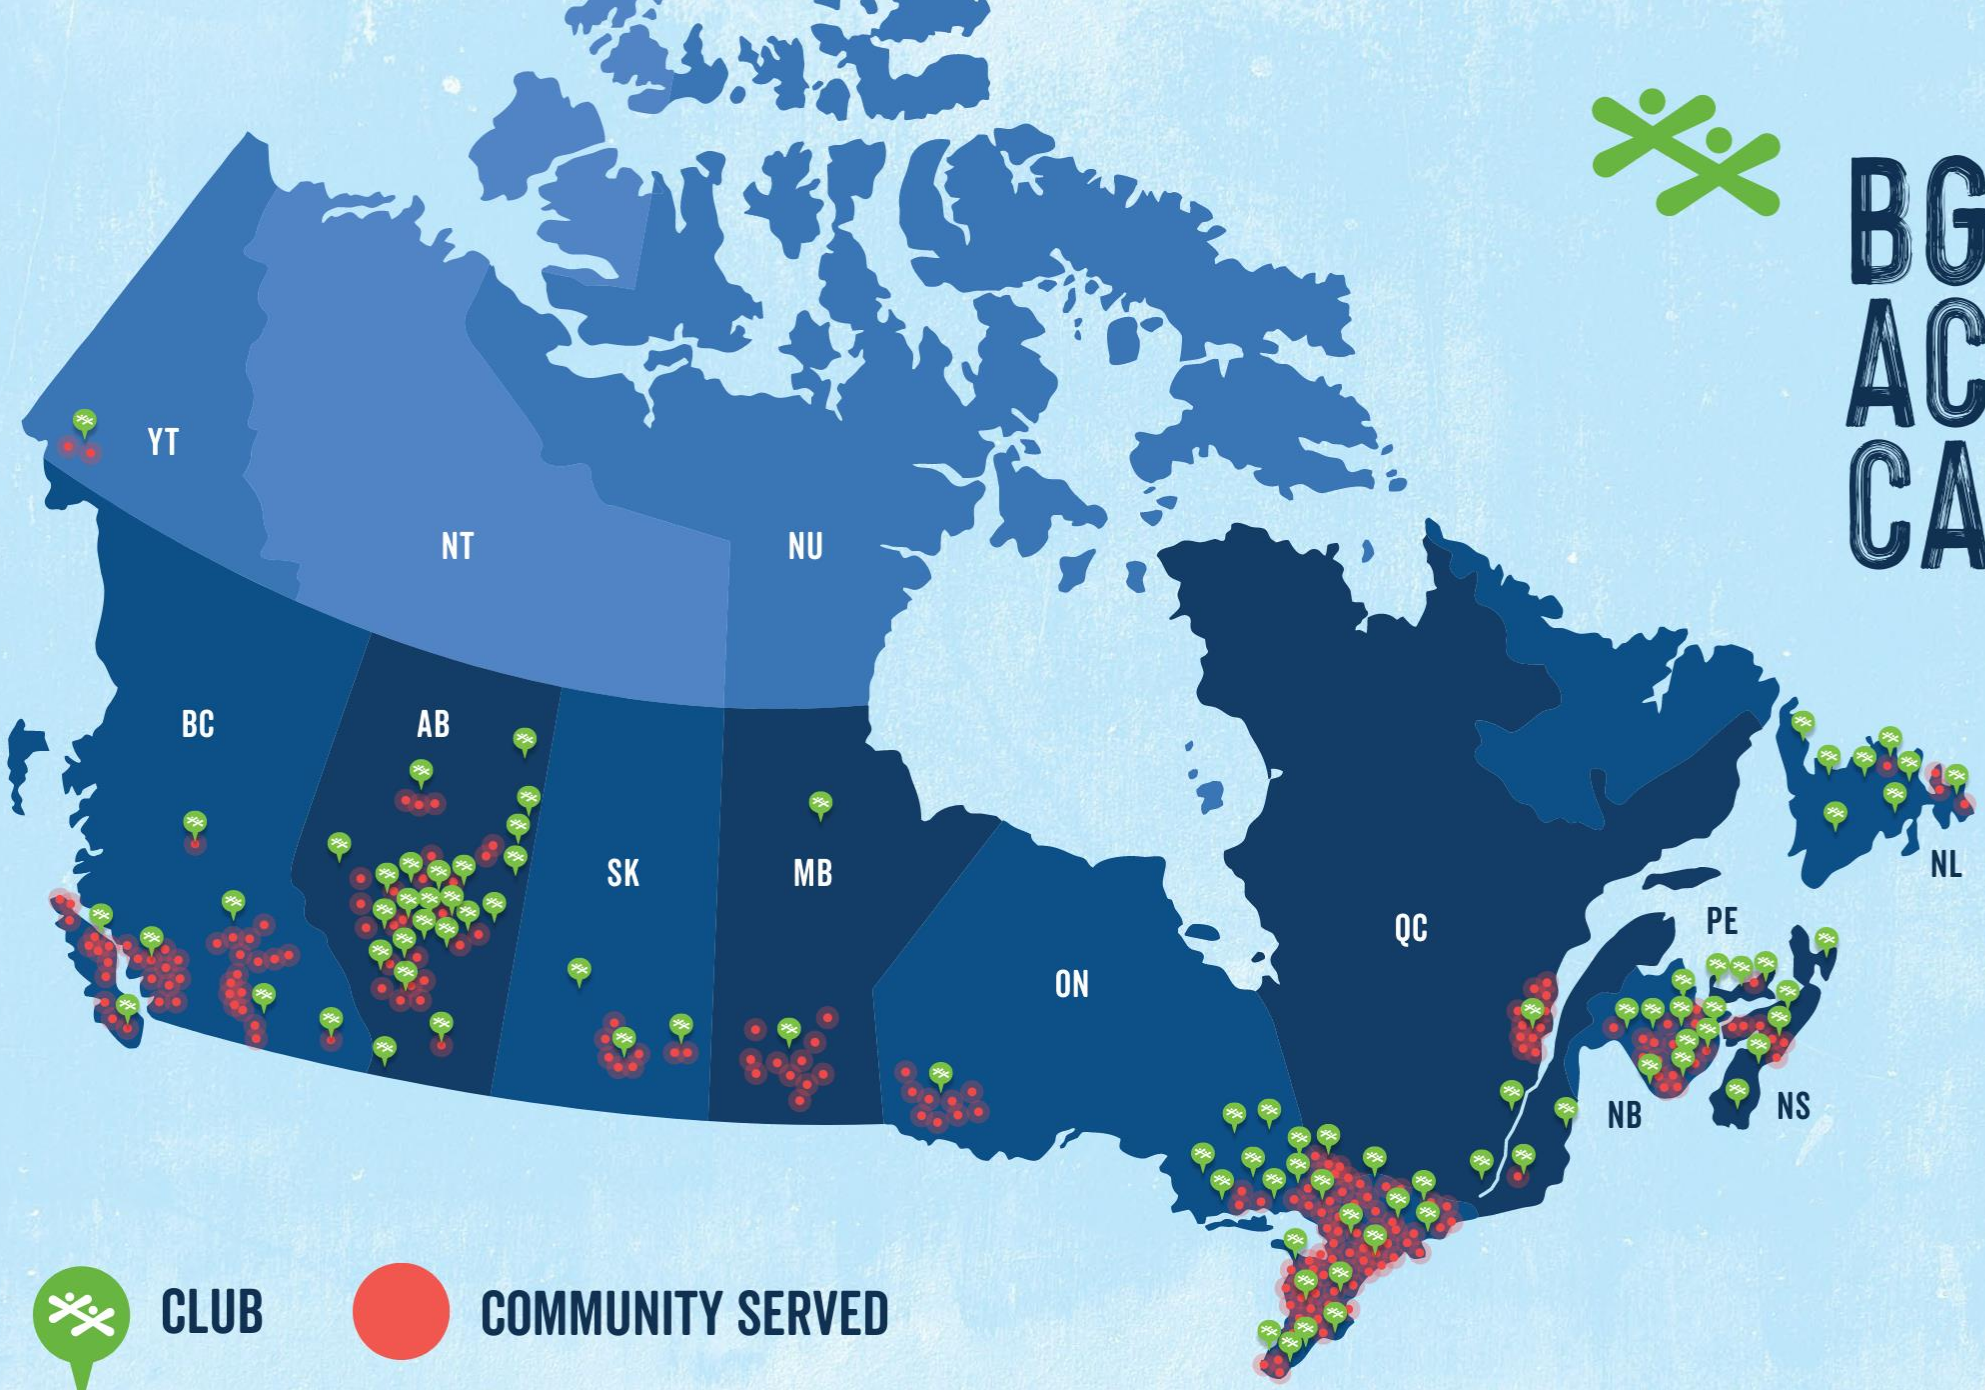 BG
AC
CA
YT
NT
NU
BC
AB
SK
MB
ON
QC
NL
PE
NB
NS
CLUB
COMMUNITY SERVED